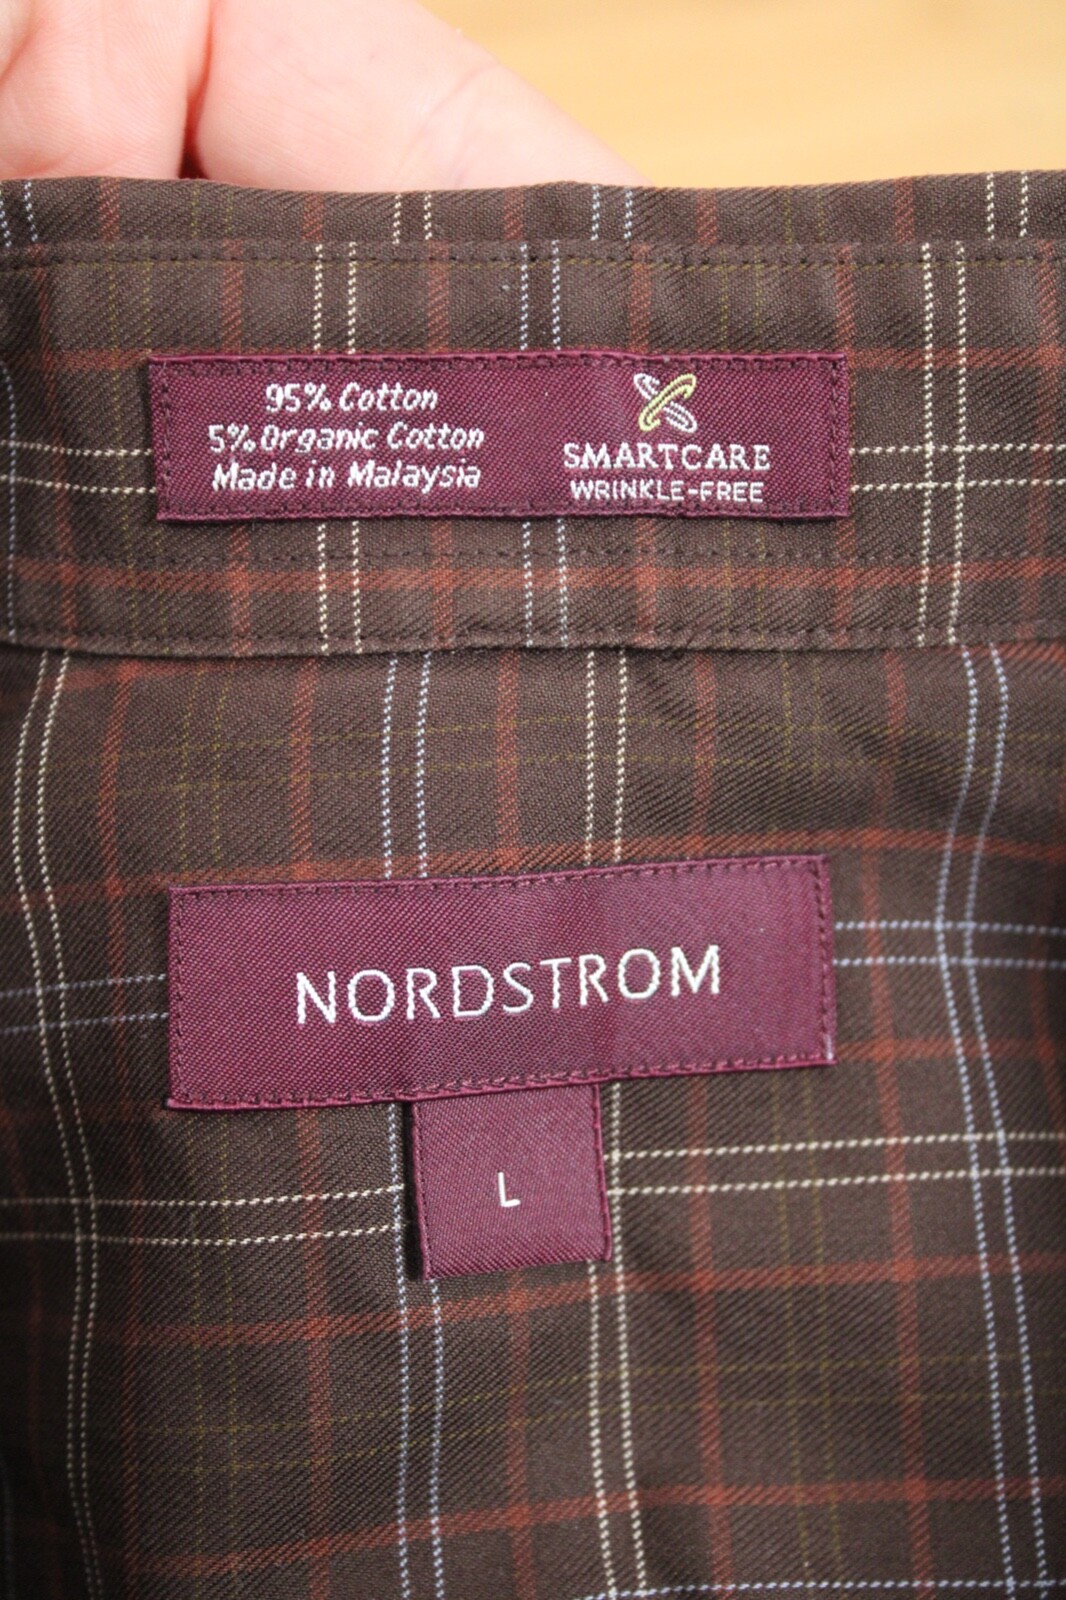 95% Cotton
5% Organic Cotton
Made in Malaysia
SMARTCARE
WRINKLE-FREE
NORDSTROM
L